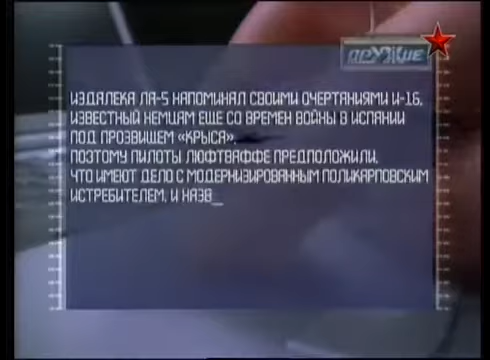 ОРУЖИЕ
ИЗДАЛЕКА ЛА-5 НАПОМИНАЛ СВОИМИ ОЧЕРТАНИЯМИ И-16,
ИЗВЕСТНЫЙ НЕМЦАМ ЕЩЕ СО ВРЕМЕН ВОЙНЫ В ИСПАНИИ
ПОД ПРОЗВИЩЕМ «КРЫСА».
ПОЭТОМУ ПИЛОТЫ ЛЮФТВАФФЕ ПРЕДПОЛОЖИЛИ,
ЧТО ИМЕЮТ ДЕЛО С МОДЕРНИЗИРОВАННЫМ ПОЛИКАРПОВСКИМ
ИСТРЕБИТЕЛЕМ, И НАЗВ_